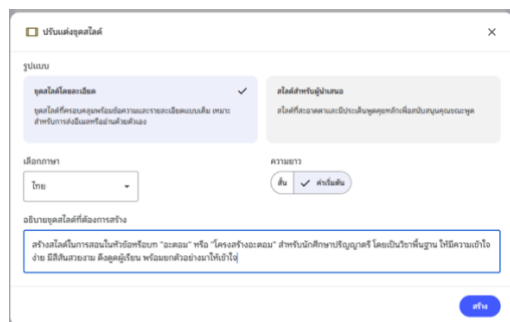 ปรับแต่งชุดสไลด์
รูปแบบ
ชุดสไลด์โดยละเอียด
ชุดสไลด์ที่ครอบคลุมพร้อมข้อความและรายละเอียดแบบเต็ม เหมาะ
สำหรับการส่งอีเมลหรืออ่านด้วยตัวเอง
สไลด์สำหรับผู้นำเสนอ
สไลด์ที่สะอาดตาและมีประเด็นพูดคุยหลักเพื่อสนับสนุนคุณขณะพูด
เลือกภาษา
ไทย
ความยาว
สั้น
ค่าเริ่มต้น
อธิบายชุดสไลด์ที่ต้องการสร้าง
สร้างสไลด์ในการสอนในหัวข้อหรือบท "อะตอม" หรือ "โครงสร้างอะตอม" สำหรับนักศึกษาปริญญาตรี โดยเป็นวิชาพื้นฐาน ให้มีความเข้าใจ
ง่าย มีสีสันสวยงาม ดึงดูดผู้เรียน พร้อมยกตัวอย่างมาให้เข้าใจ
สร้าง